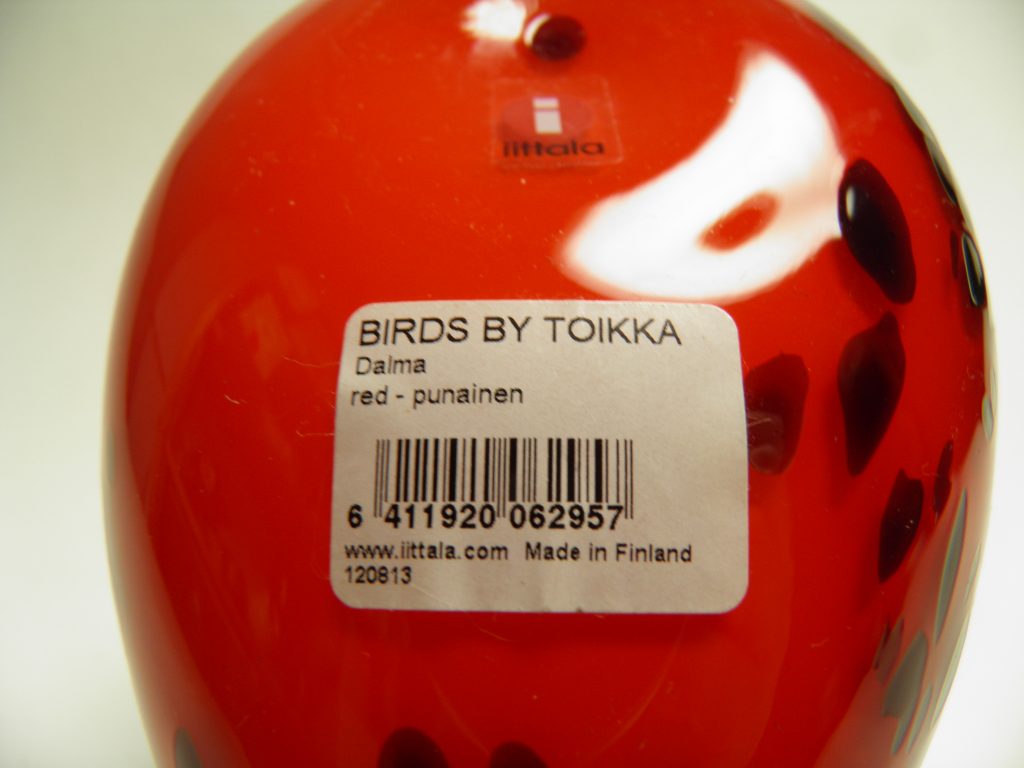 i
iittala
BIRDS BY TOIKKA
Dalma
red - punainen
6 411920 062957
www.iittala.com Made in Finland
120813